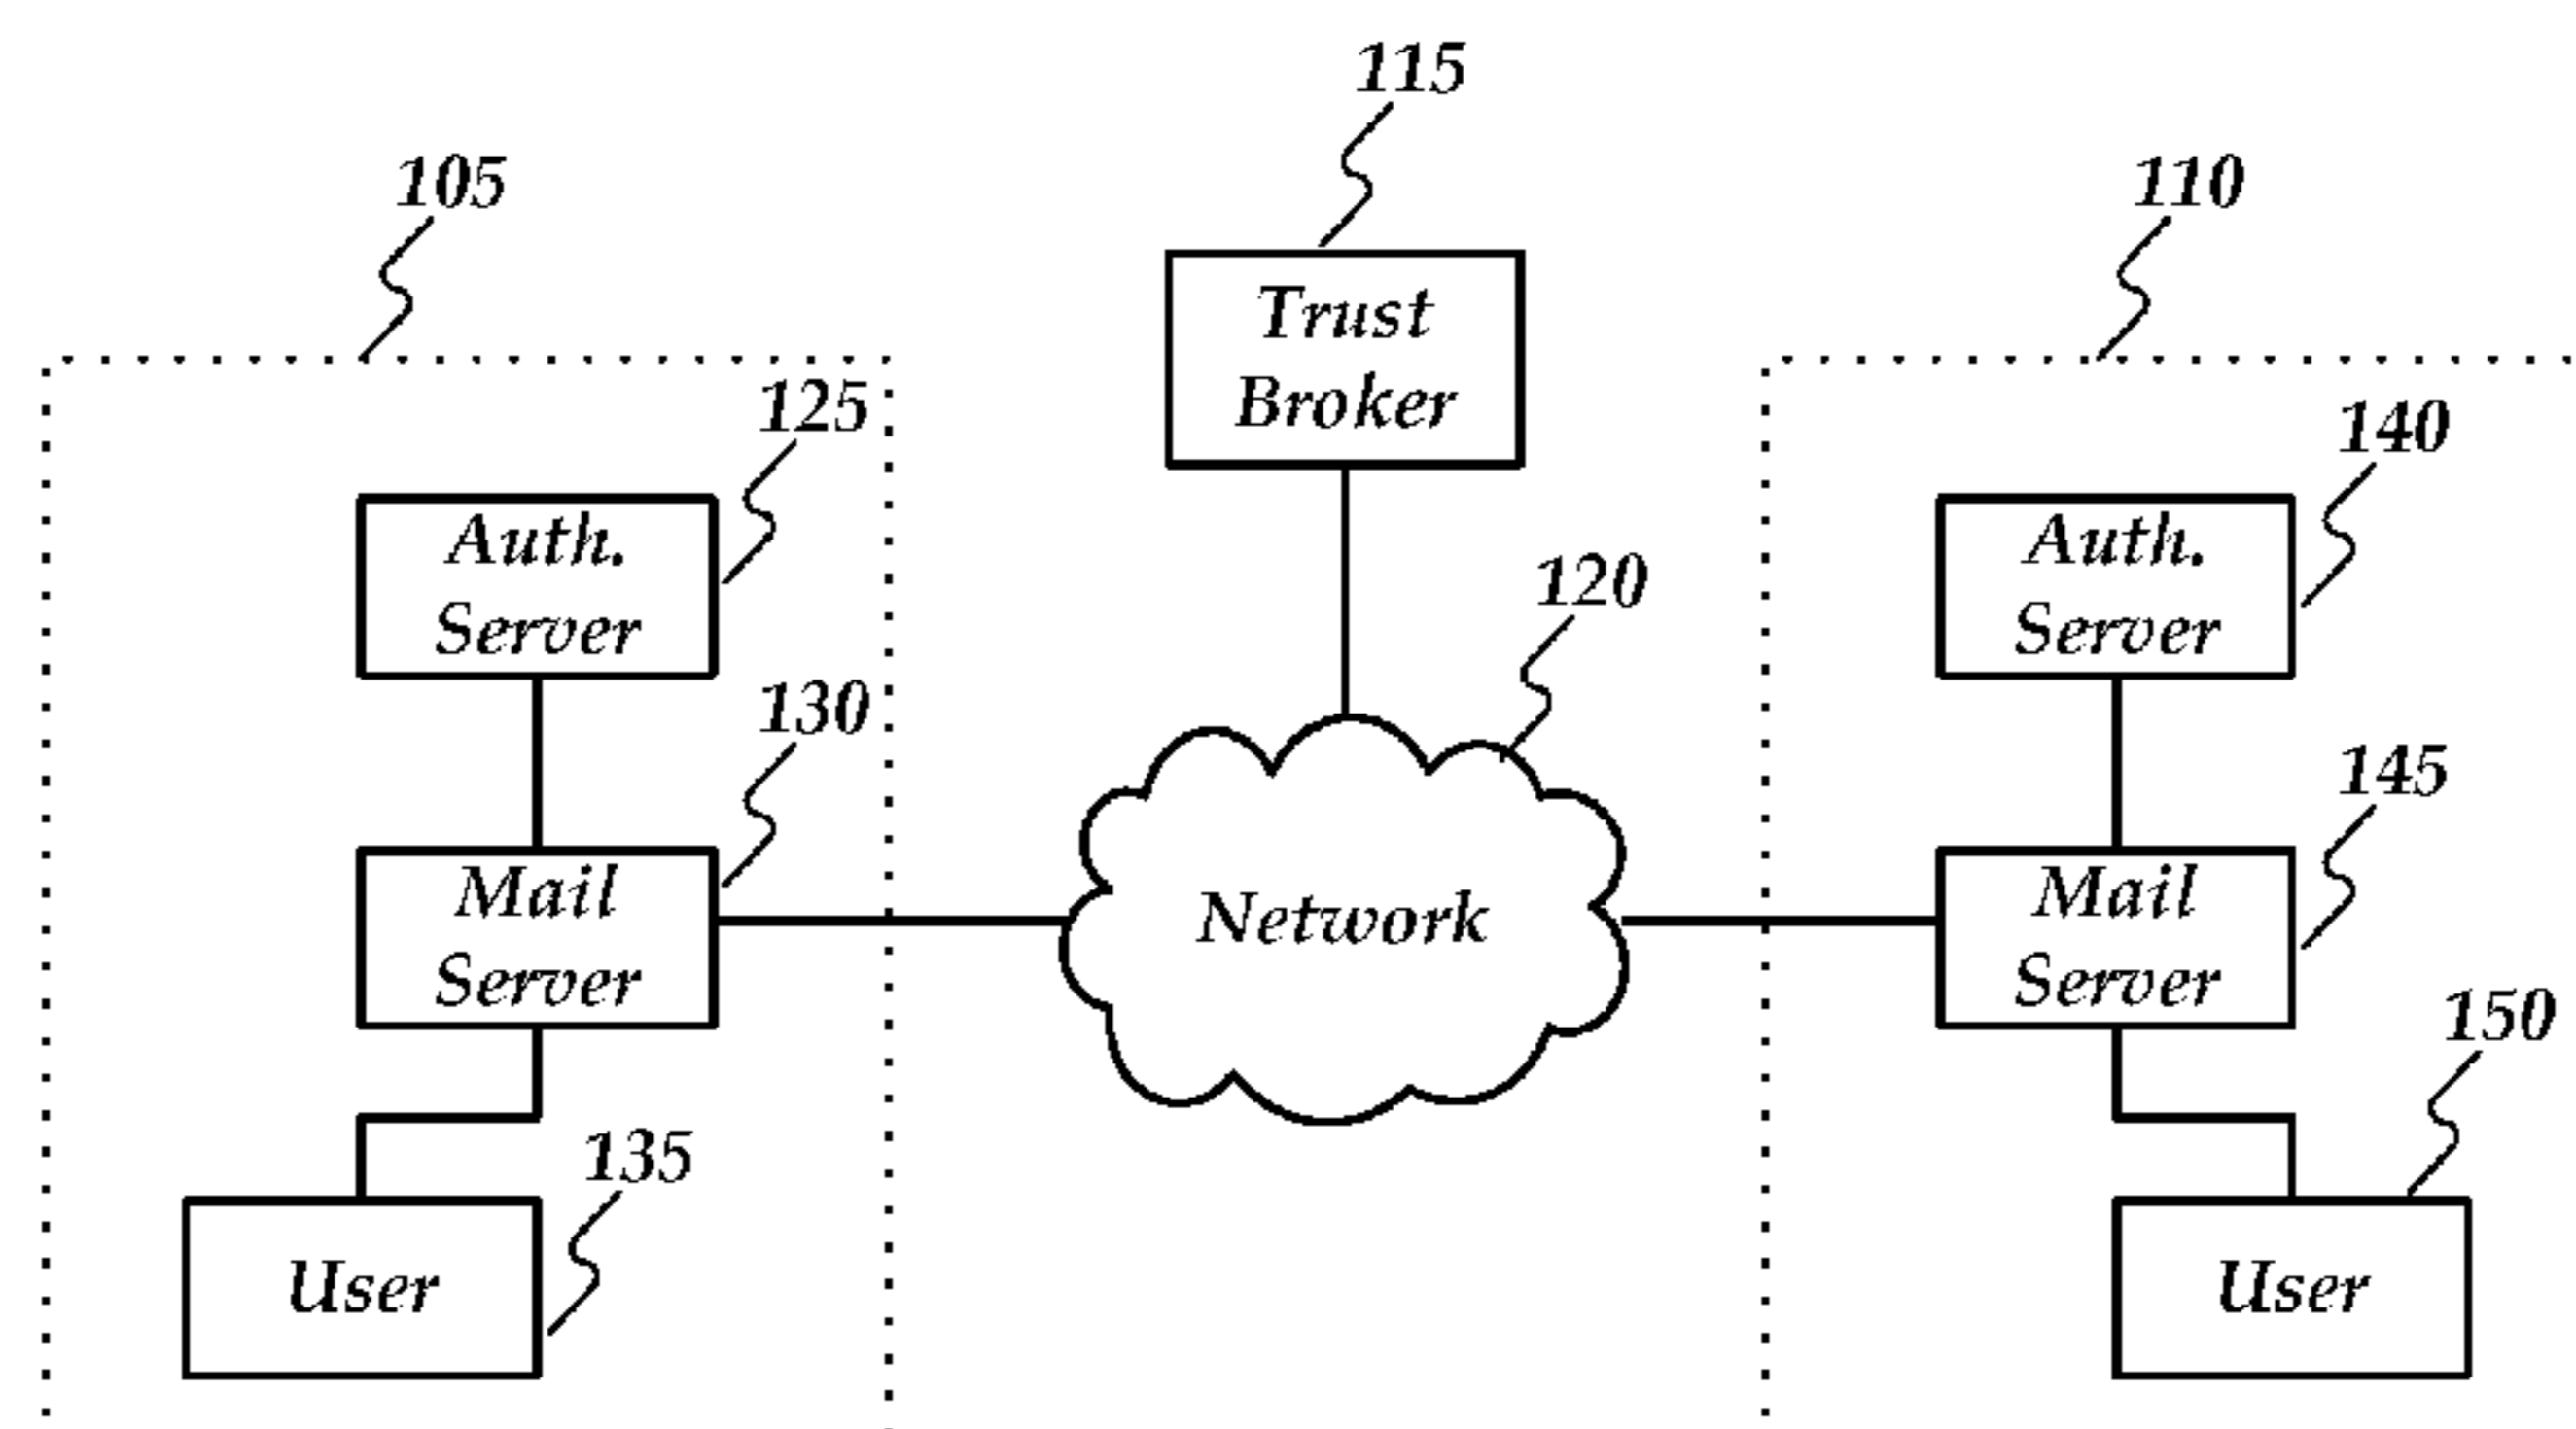 115
105
110
Trust
Broker
125
140
Auth.
Server
Auth.
Server
120
130
145
Mail
Server
Network
Mail
Server
150
135
User
User